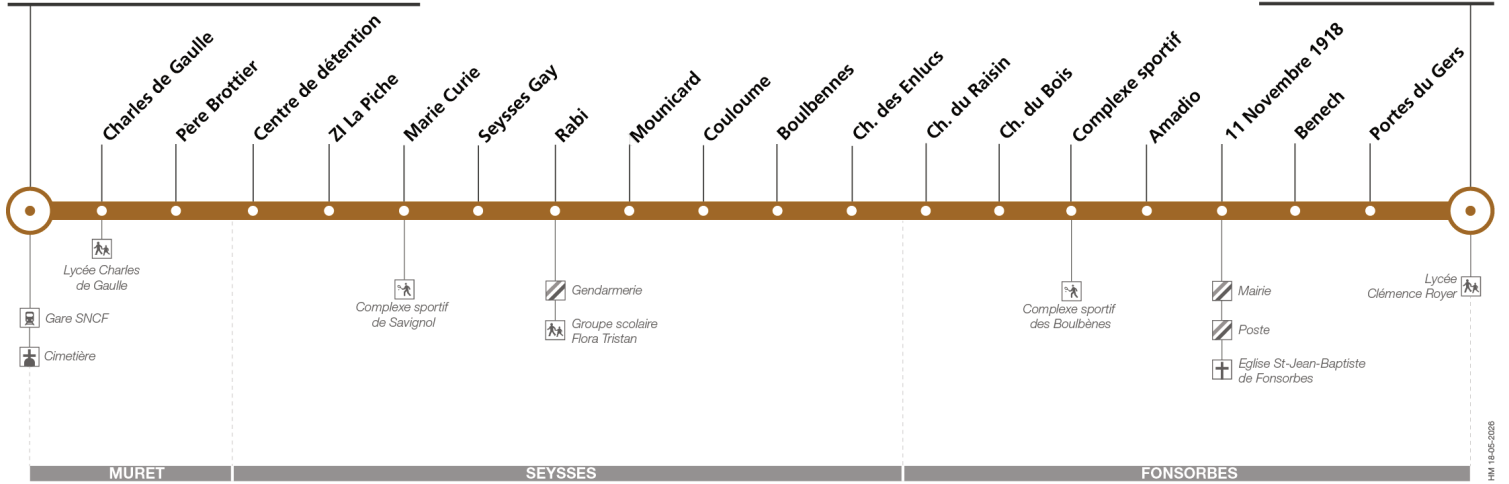 Charles de Gaulle
Père Brottier
Centre de détention
ZI La Piche
Marie Curie
Seysses Gay
Rabi
Mounicard
Couloume
Boulbennes
Ch. des Enlucs
Ch. du Raisin
Ch. du Bois
Complexe sportif
Amadio
11 Novembre 1918
Benech
Portes du Gers
Lycée Charles
de Gaulle
Gare SNCF
Cimetière
Complexe sportif
de Savignol
Gendarmerie
Groupe scolaire
Flora Tristan
Complexe sportif
des Boulbènes
Mairie
Poste
Eglise St-Jean-Baptiste
de Fonsorbes
Lycée
Clémence Royer
MURET
SEYSSES
FONSORBES
HM 18-05-2026